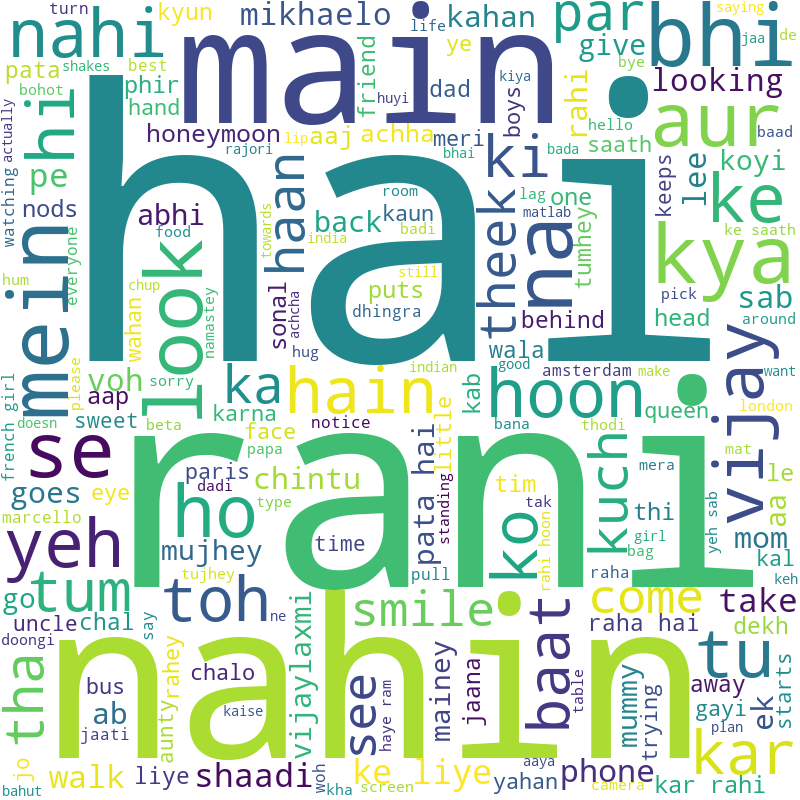 turn
kyun
mikhaelo
life
kahan
par
saying
de
nahi
main
ye
give
bhi
jaa
bye
pata
shakes
best
friend
dad
boys
looking
bohot
phir
hand
huyi
kiya
rahi
hello
aur
baad
watching
actually
hi
honeymoon
lip
aaj
achha
meri
saath
rajori
bhai
bada
ki
hai
pe
nods
abhi
haan
room
theek
lag
one
lee
koyi
keeps
ke
mein
everyone
food
look
back
kaun
matlab
nai
tumheye
ke saath
towards
india
badi
kya
hum
chup
namastey
wahan
sonal
achcha
still
puts
dhingra
behind
pick
sab
head
around
hug
wala
voh
sorry
ka
hain
indian
good
amsterdam
make
want
french girl
please
aap
kab
hoon
vijay
doesn
sweet
beta
karna
notice
little
bana
thodi
queen
london
se
face
papa
pata hai
kuch
mat
paris
dadi
chintu
standing
tim
mera
le
goes
eye
type
ho
ko
tak
thi
girl
yeh sab
aa
marcello
yeh
mujhey
time
rani
bag
mom
kal
go
tum
tujhey
pull
rahi hoon
raha
keh
toh
ne
smile
baat
come
take
uncle
chal
say
vijaylaxmi
raha hai
dekh
doongi
tha
aunty
rahey
chalo
see
haye ram
mainey
jaana
table
tu
bus
nahin
mummy
trying
away
starts
ab
kaise
gayi
ek
jaati
plan
jo
walk
liye
shaadi
woh
ke liye
aaya
yahan
phone
kar
bahut
kha
screen
camera
kar rahi